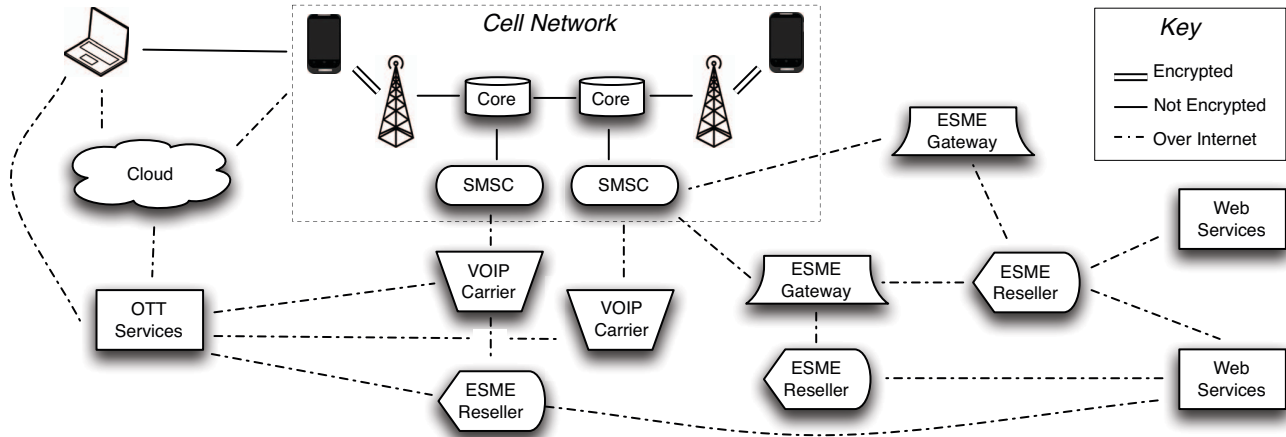 Cell Network
Key
Encrypted
Not Encrypted
Over Internet
Core
Core
ESME
Gateway
Cloud
SMSC
SMSC
Web
Services
VOIP
Carrier
ESME
Gateway
ESME
Reseller
OTT
Services
VOIP
Carrier
ESME
Reseller
ESME
Reseller
Web
Services